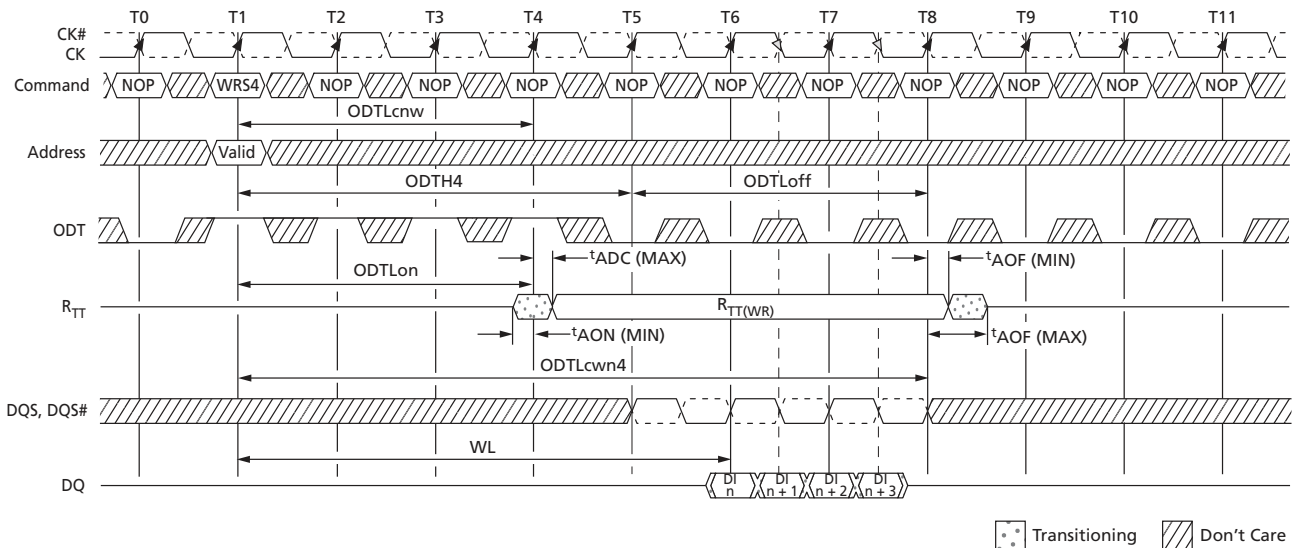 T0 T1 T2 T3 T4 T5 T6 T7 T8 T9 T10 T11
CK#
CK
Command NOP WRS4 NOP NOP NOP NOP NOP NOP NOP NOP NOP NOP
ODTLcnw
Address Valid
ODTH4 ODTLoff
ODT
tADC (MAX) tAOF (MIN)
ODTLon
RTT RTT(WR)
tAON (MIN) tAOF (MAX)
ODTLcwn4
DQS, DQS#
WL
DQ DI n DI n + 1 DI n + 2 DI n + 3
Transitioning Don't Care